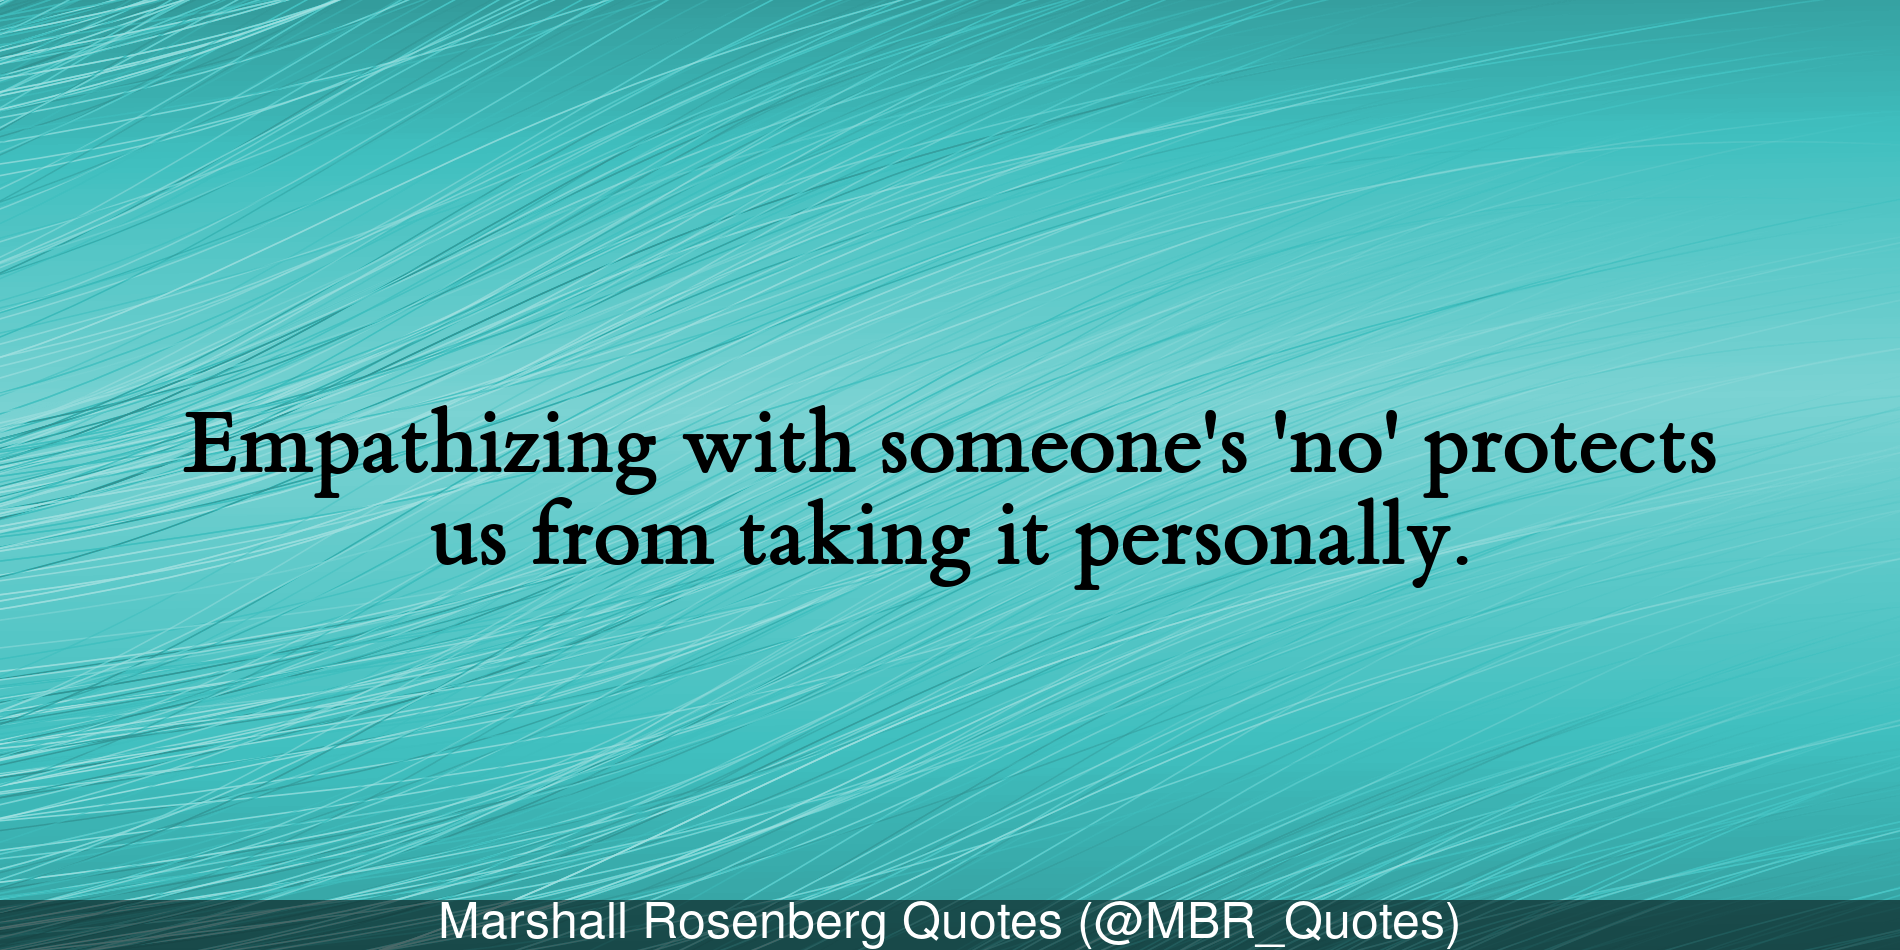 Empathizing with someone's 'no' protects
us from taking it personally.
Marshall Rosenberg Quotes (@MBR_Quotes)